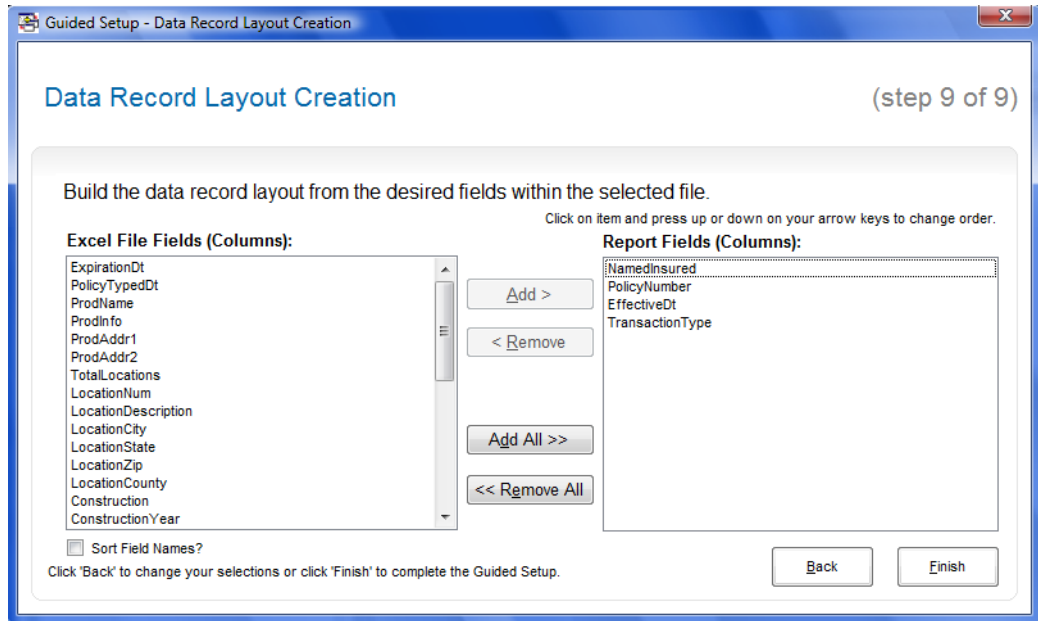 Guided Setup - Data Record Layout Creation
Data Record Layout Creation
(step 9 of 9)
Build the data record layout from the desired fields within the selected file.
Click on item and press up or down on your arrow keys to change order.
Excel File Fields (Columns):
ExpirationDt
PolicyTypedDt
ProdName
ProdInfo
ProdAddr1
ProdAddr2
TotalLocations
LocationNum
LocationDescription
LocationCity
LocationState
LocationZip
LocationCounty
Construction
ConstructionYear
Add >
< Remove
Add All >>
<< Remove All
Report Fields (Columns):
NamedInsured
PolicyNumber
EffectiveDt
TransactionType
Sort Field Names?
Click 'Back' to change your selections or click 'Finish' to complete the Guided Setup.
Back
Finish